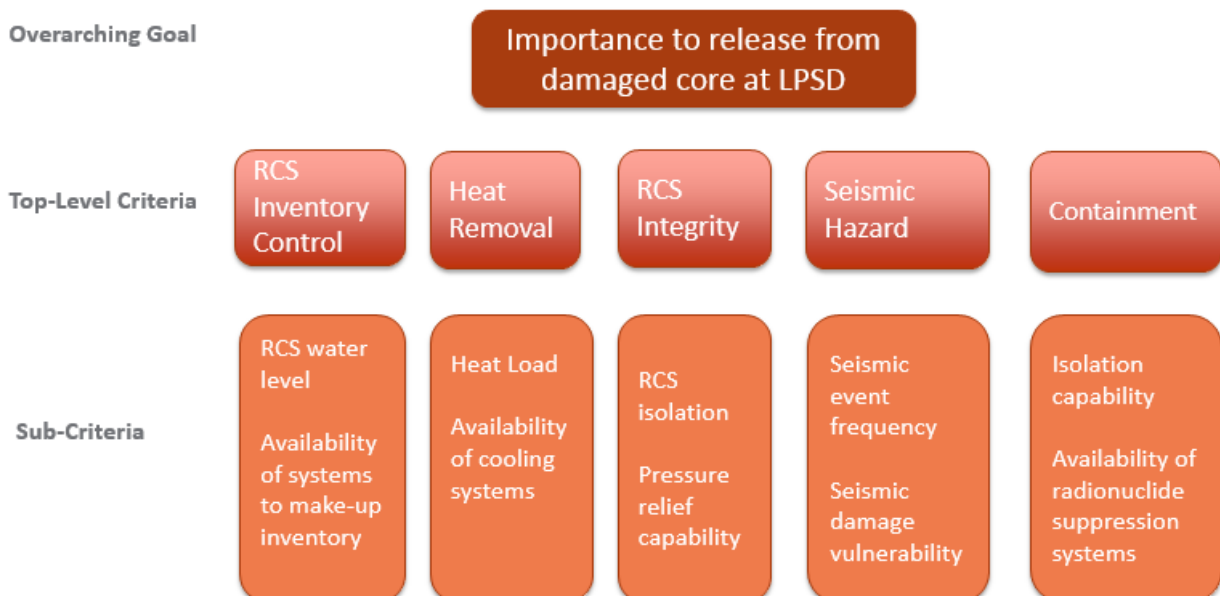 Overarching Goal
Importance to release from
damaged core at LPSD
Top-Level Criteria
RCS
Inventory
Control
Heat
Removal
RCS
Integrity
Seismic
Hazard
Containment
Sub-Criteria
RCS water
level
Availability
of systems
to make-up
inventory
Heat Load
Availability
of cooling
systems
RCS
isolation
Pressure
relief
capability
Seismic
event
frequency
Seismic
damage
vulnerability
Isolation
capability
Availability of
radionuclide
suppression
systems